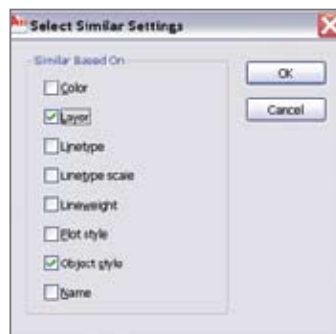 Select Similar Settings
Similar Based On
Color
Layer
Linetype
Linetype scale
Lineweight
Plot style
Object style
Name
OK
Cancel